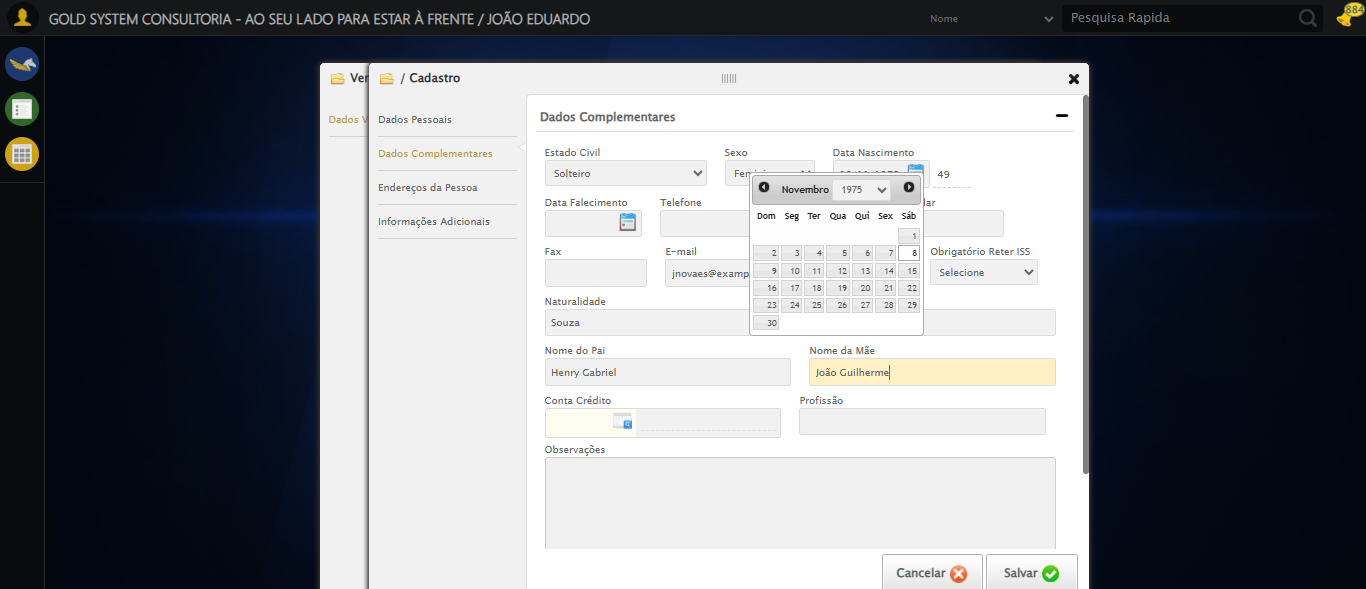 GOLD SYSTEM CONSULTORIA - AO SEU LADO PARA ESTAR À FRENTE / JOÃO EDUARDO
Nome
Pesquisa Rapida
884
Ver
Dados V
/ Cadastro
Dados Pessoais
Dados Complementares
Endereços da Pessoa
Informações Adicionais
Dados Complementares
Estado Civil Sexo Data Nascimento
Solteiro 49
Data Falecimento Telefone lar
Fax E-mail Obrigatório Reter ISS
jnovaes@examp Selecione
Novembro 1975
Dom Seg Ter Qua Qui Sex Sáb
1
2 3 4 5 6 7 8
9 10 11 12 13 14 15
16 17 18 19 20 21 22
23 24 25 26 27 28 29
30
Naturalidade
Souza
Nome do Pai Nome da Mãe
Henry Gabriel João Guilherme
Conta Crédito Profissão
Observações
Cancelar Salvar